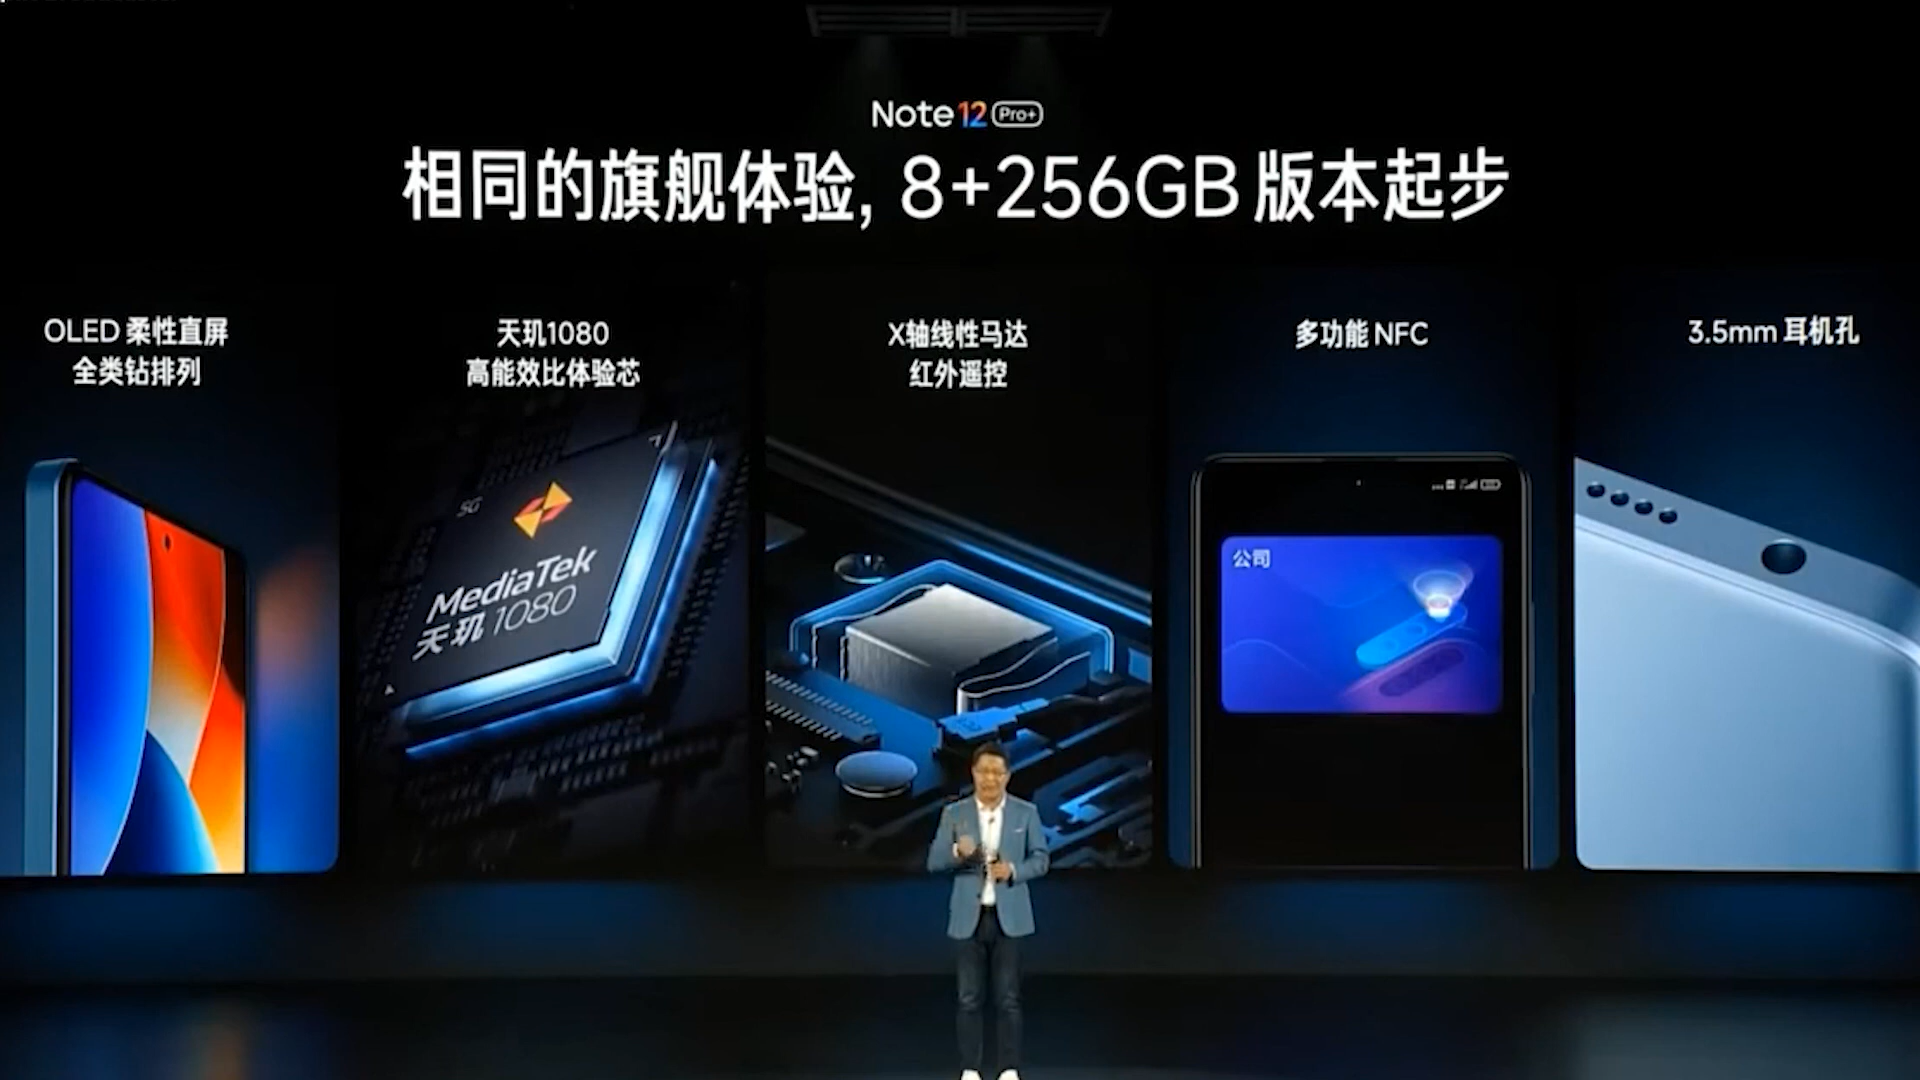 Note 12 Pro+
相同的旗舰体验, 8+256GB 版本起步
OLED 柔性直屏
全类钻排列
天玑1080
高能效比体验芯
X轴线性马达
红外遥控
多功能 NFC
3.5mm 耳机孔
5G
MediaTek
天玑 1080
公司